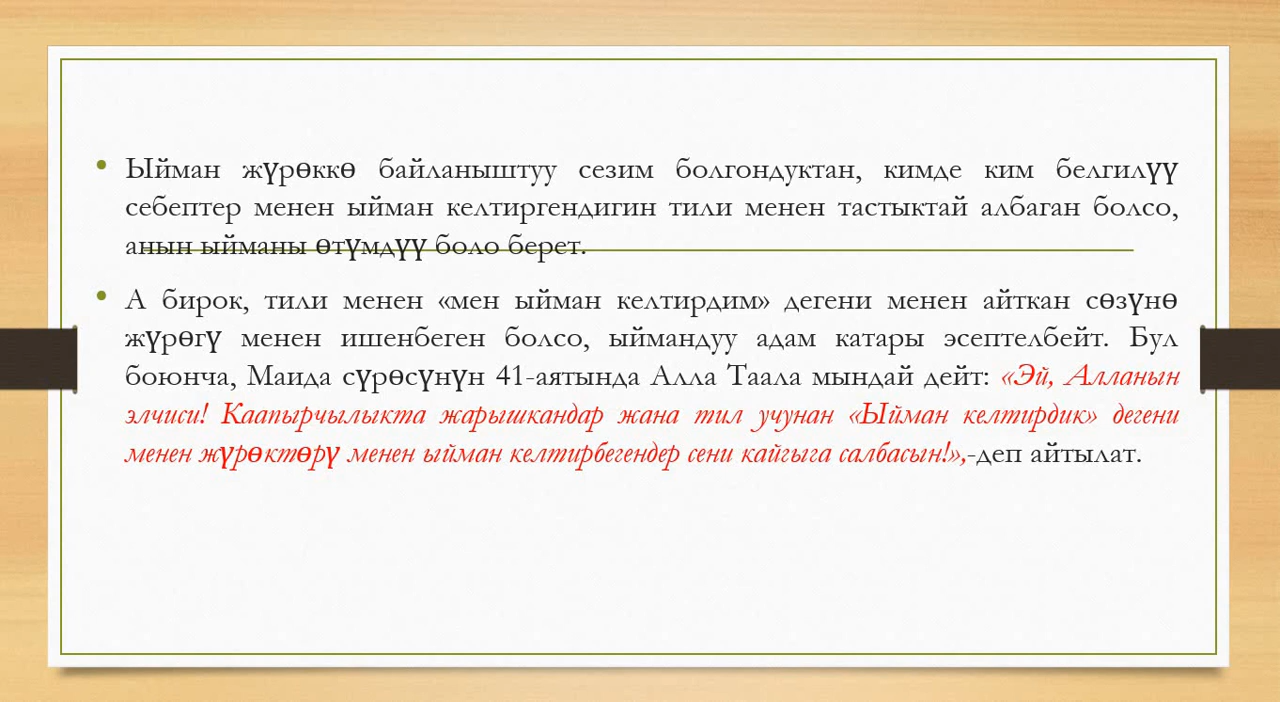 • Ыйман жүрөккө байланыштуу сезим болгондуктан, кимде ким белгилүү
себептер менен ыйман келтиргендигин тили менен тастыктай албаган болсо,
анын ыйманы өтүмдүү боло берет.
• А бирок, тили менен «мен ыйман келтирдим» дегени менен айткан сөзүнө
жүрөгү менен ишенбеген болсо, ыймандуу адам катары эсептелбейт. Бул
боюнча, Маида сүрөсүнүн 41-аятында Алла Таала мындай дейт: «Эй, Алланын
элчиси! Каапырчылыкта жарышкандар жана тил учунан «Ыйман келтирдик» дегени
менен жүрөктөрү менен ыйман келтирбегендер сени кайгыга салбасын!»,-деп айтылат.